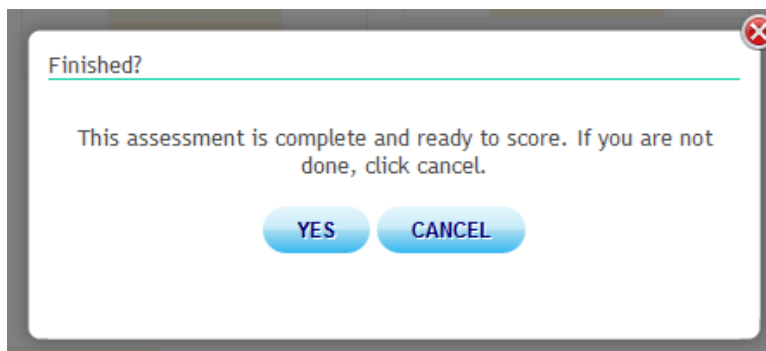 Finished?
This assessment is complete and ready to score. If you are not
done, click cancel.
YES CANCEL